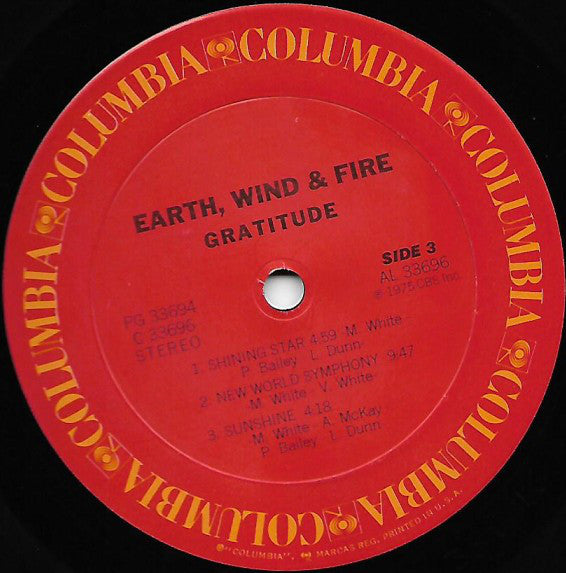 COLUMBIA COLUMBIA COLUMBIA COLUMBIA COLUMBIA COLUMBIA COLUMBIA COLUMBIA
EARTH, WIND & FIRE
GRATITUDE
SIDE 3
AL 33696
℗ 1975 CBS Inc.
PG 33694
C 33696
STEREO
1. SHINING STAR 4:59 -M. White-
P. Bailey - L. Dunn-
2. NEW WORLD SYMPHONY 9:47
M. White- V. White-
3. SUNSHINE 4:18
M. White- A. McKay
P. Bailey - L. Dunn
"COLUMBIA", MARCAS REG. PRINTED IN U.S.A.